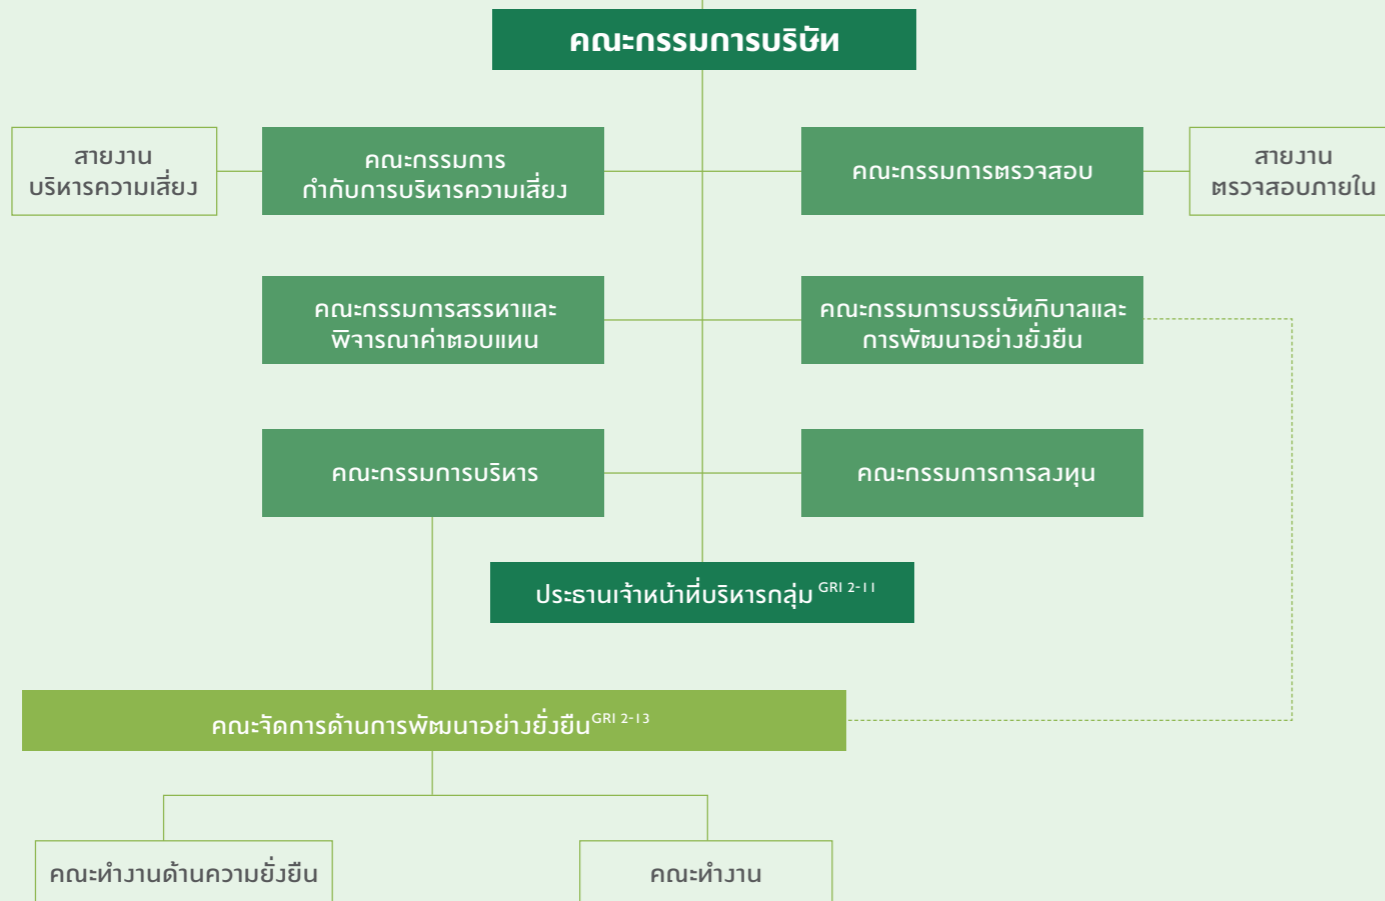 คณะกรรมการบริษัท
สายงาน
บริหารความเสี่ยง
คณะกรรมการ
กำกับการบริหารความเสี่ยง
คณะกรรมการตรวจสอบ
สายงาน
ตรวจสอบภายใน
คณะกรรมการสรรหาและ
พิจารณาค่าตอบแทน
คณะกรรมการบรรษัทภิบาลและ
การพัฒนาอย่างยั่งยืน
คณะกรรมการบริหาร
คณะกรรมการการลงทุน
ประธานเจ้าหน้าที่บริหารกลุ่ม GRI 2-11
คณะจัดการด้านการพัฒนาอย่างยั่งยืน GRI 2-13
คณะทำงานด้านความยั่งยืน
คณะทำงาน